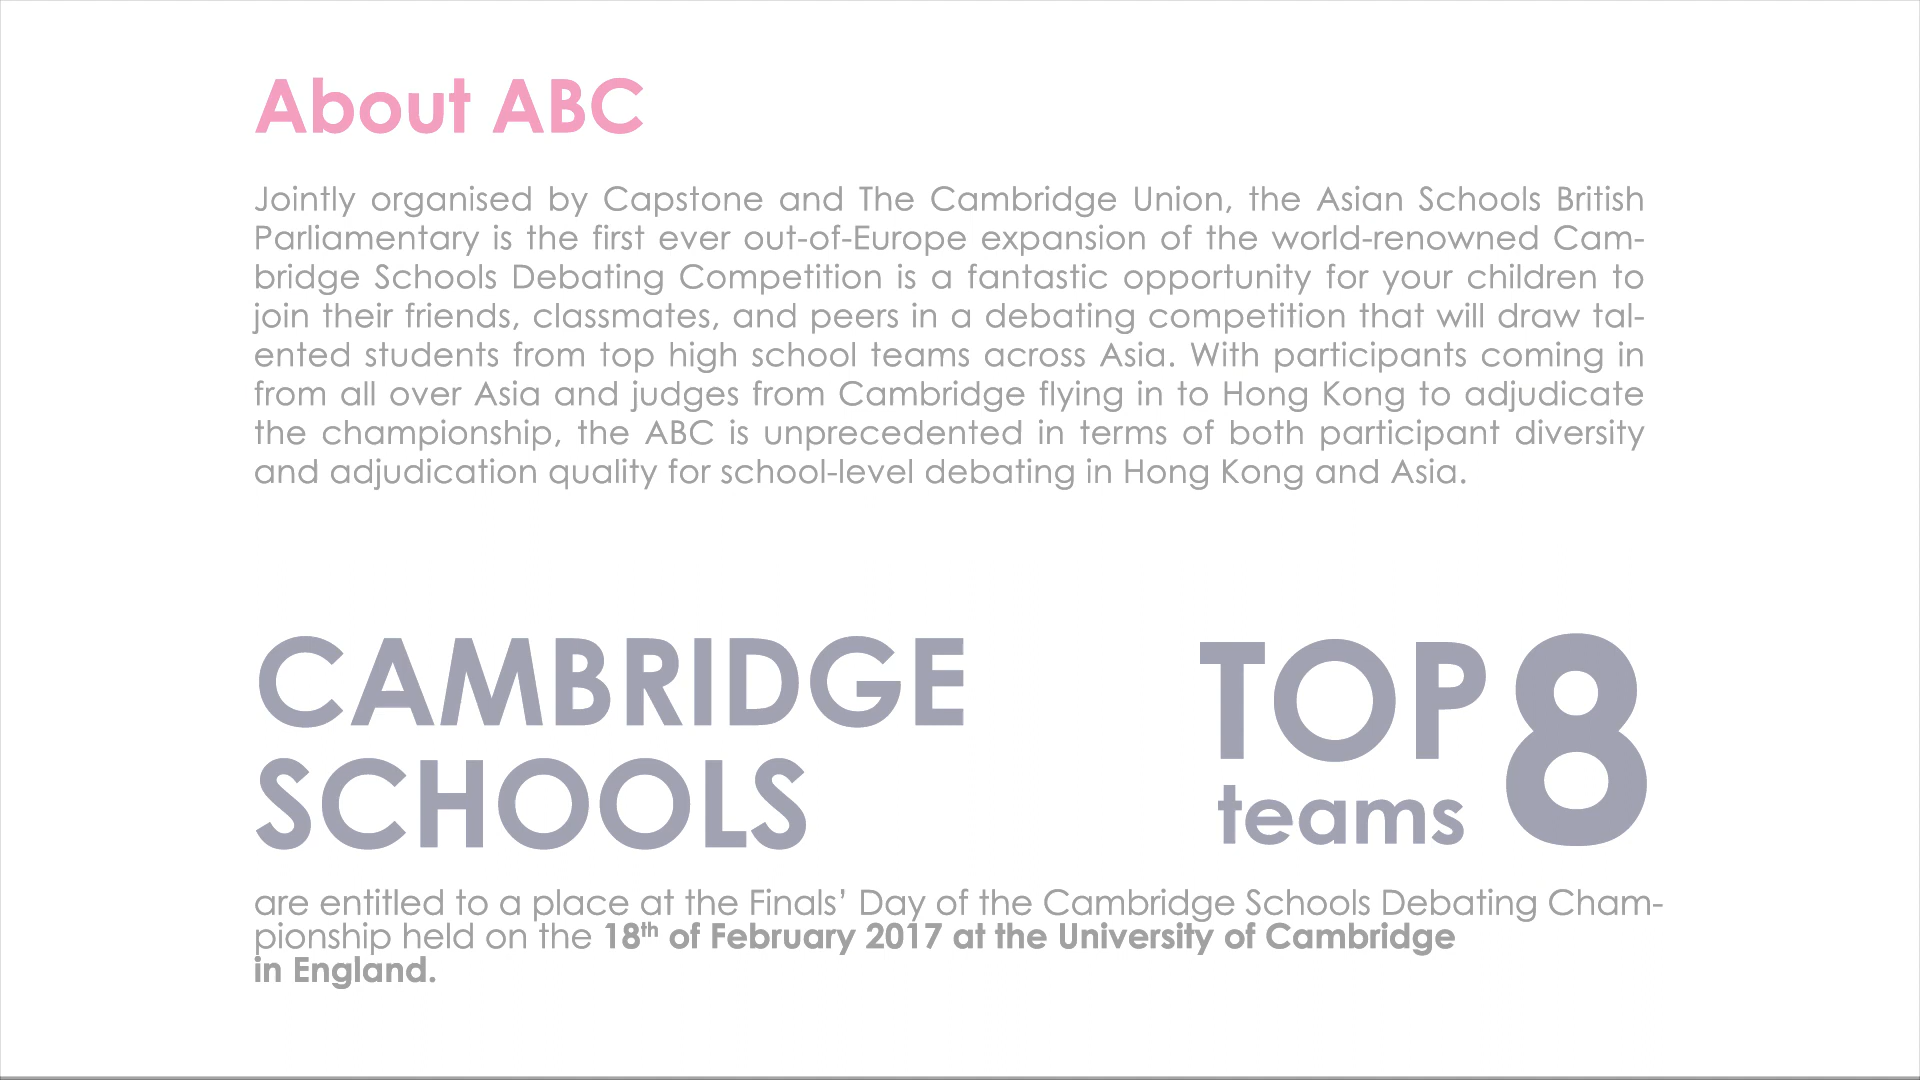 About ABC
Jointly organised by Capstone and The Cambridge Union, the Asian Schools British
Parliamentary is the first ever out-of-Europe expansion of the world-renowned Cam-
bridge Schools Debating Competition is a fantastic opportunity for your children to
join their friends, classmates, and peers in a debating competition that will draw tal-
ented students from top high school teams across Asia. With participants coming in
from all over Asia and judges from Cambridge flying in to Hong Kong to adjudicate
the championship, the ABC is unprecedented in terms of both participant diversity
and adjudication quality for school-level debating in Hong Kong and Asia.
CAMBRIDGE
SCHOOLS
TOP 8
teams
are entitled to a place at the Finals’ Day of the Cambridge Schools Debating Cham-
pionship held on the 18th of February 2017 at the University of Cambridge
in England.